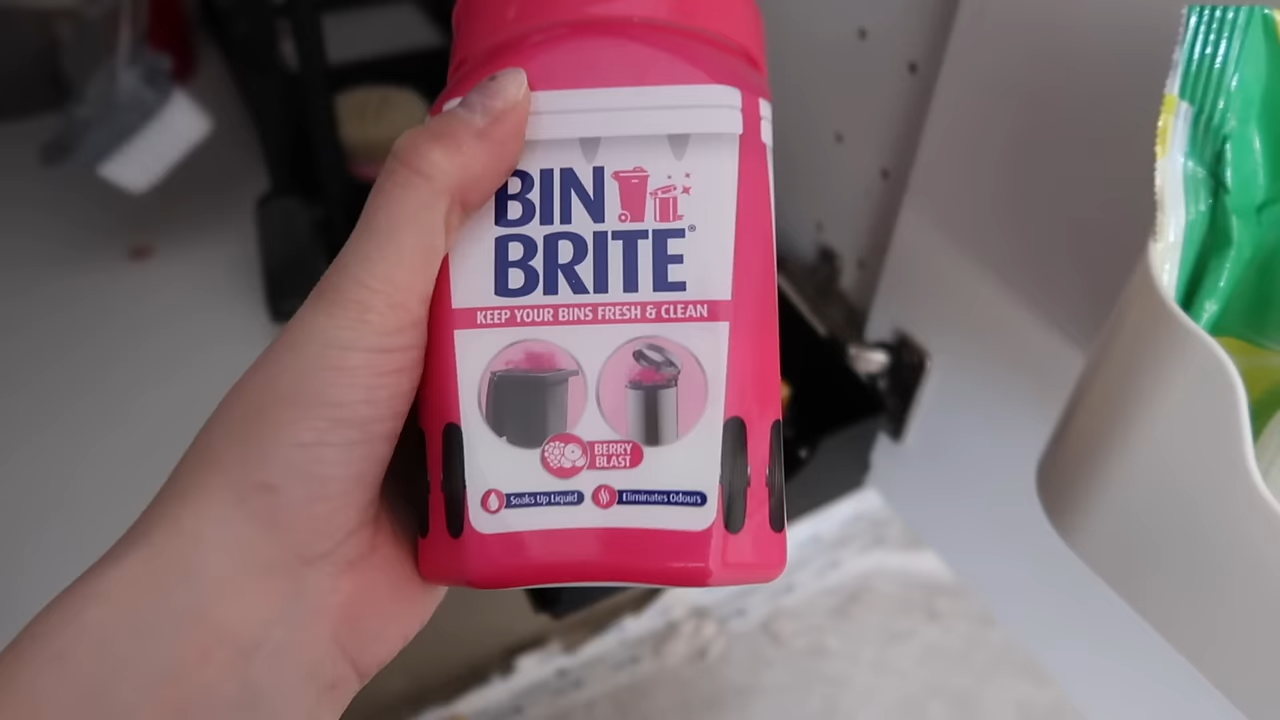 BIN
BRITE®
KEEP YOUR BINS FRESH & CLEAN
BERRY
BLAST
Soaks Up Liquid
Eliminates Odours